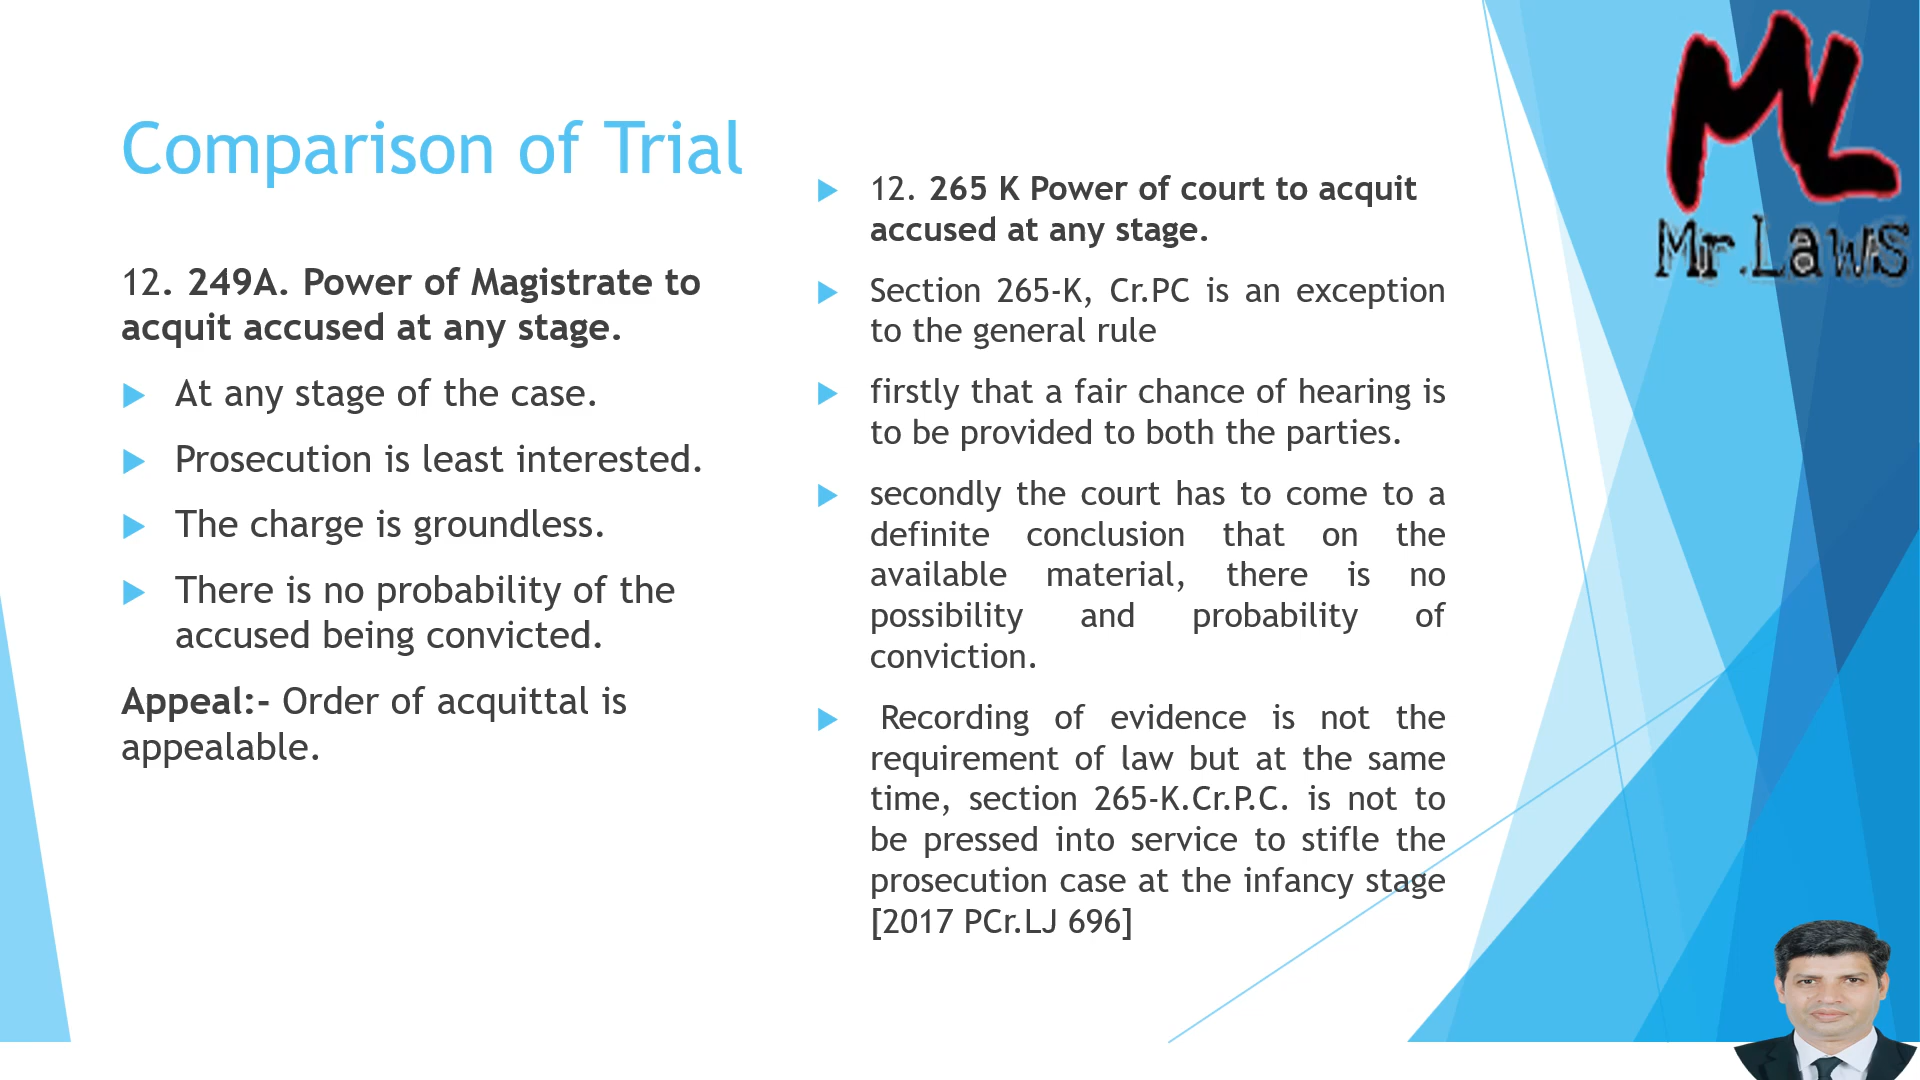 Comparison of Trial
12. 249A. Power of Magistrate to
acquit accused at any stage.
At any stage of the case.
Prosecution is least interested.
The charge is groundless.
There is no probability of the
accused being convicted.
Appeal:- Order of acquittal is
appealable.
12. 265 K Power of court to acquit
accused at any stage.
Section 265-K, Cr.PC is an exception
to the general rule
firstly that a fair chance of hearing is
to be provided to both the parties.
secondly the court has to come to a
definite conclusion that on the
available material, there is no
possibility and probability of
conviction.
Recording of evidence is not the
requirement of law but at the same
time, section 265-K.Cr.P.C. is not to
be pressed into service to stifle the
prosecution case at the infancy stage
[2017 PCr.LJ 696]
ML
Mr.Laws